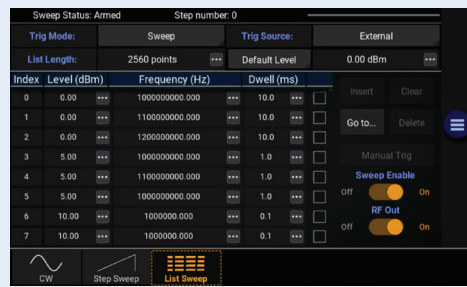 Sweep Status: Armed Step number: 0
Trig Mode: Sweep Trig Source: External
List Length: 2560 points ••• Default Level 0.00 dBm •••
Index Level (dBm) Frequency (Hz) Dwell (ms)
0 0.00 ••• 1000000000.000 ••• 10.0 •••
1 0.00 ••• 1100000000.000 ••• 10.0 •••
2 0.00 ••• 1200000000.000 ••• 10.0 •••
3 5.00 ••• 1000000000.000 ••• 1.0 •••
4 5.00 ••• 1100000000.000 ••• 1.0 •••
5 5.00 ••• 1000000.000 ••• 1.0 •••
6 10.00 ••• 1000000.000 ••• 0.1 •••
7 10.00 ••• 1000000.000 ••• 0.1 •••
Insert Clear
Go to... Delete
Manual Trig
Sweep Enable
Off On
RF Out
Off On
CW Step Sweep List Sweep